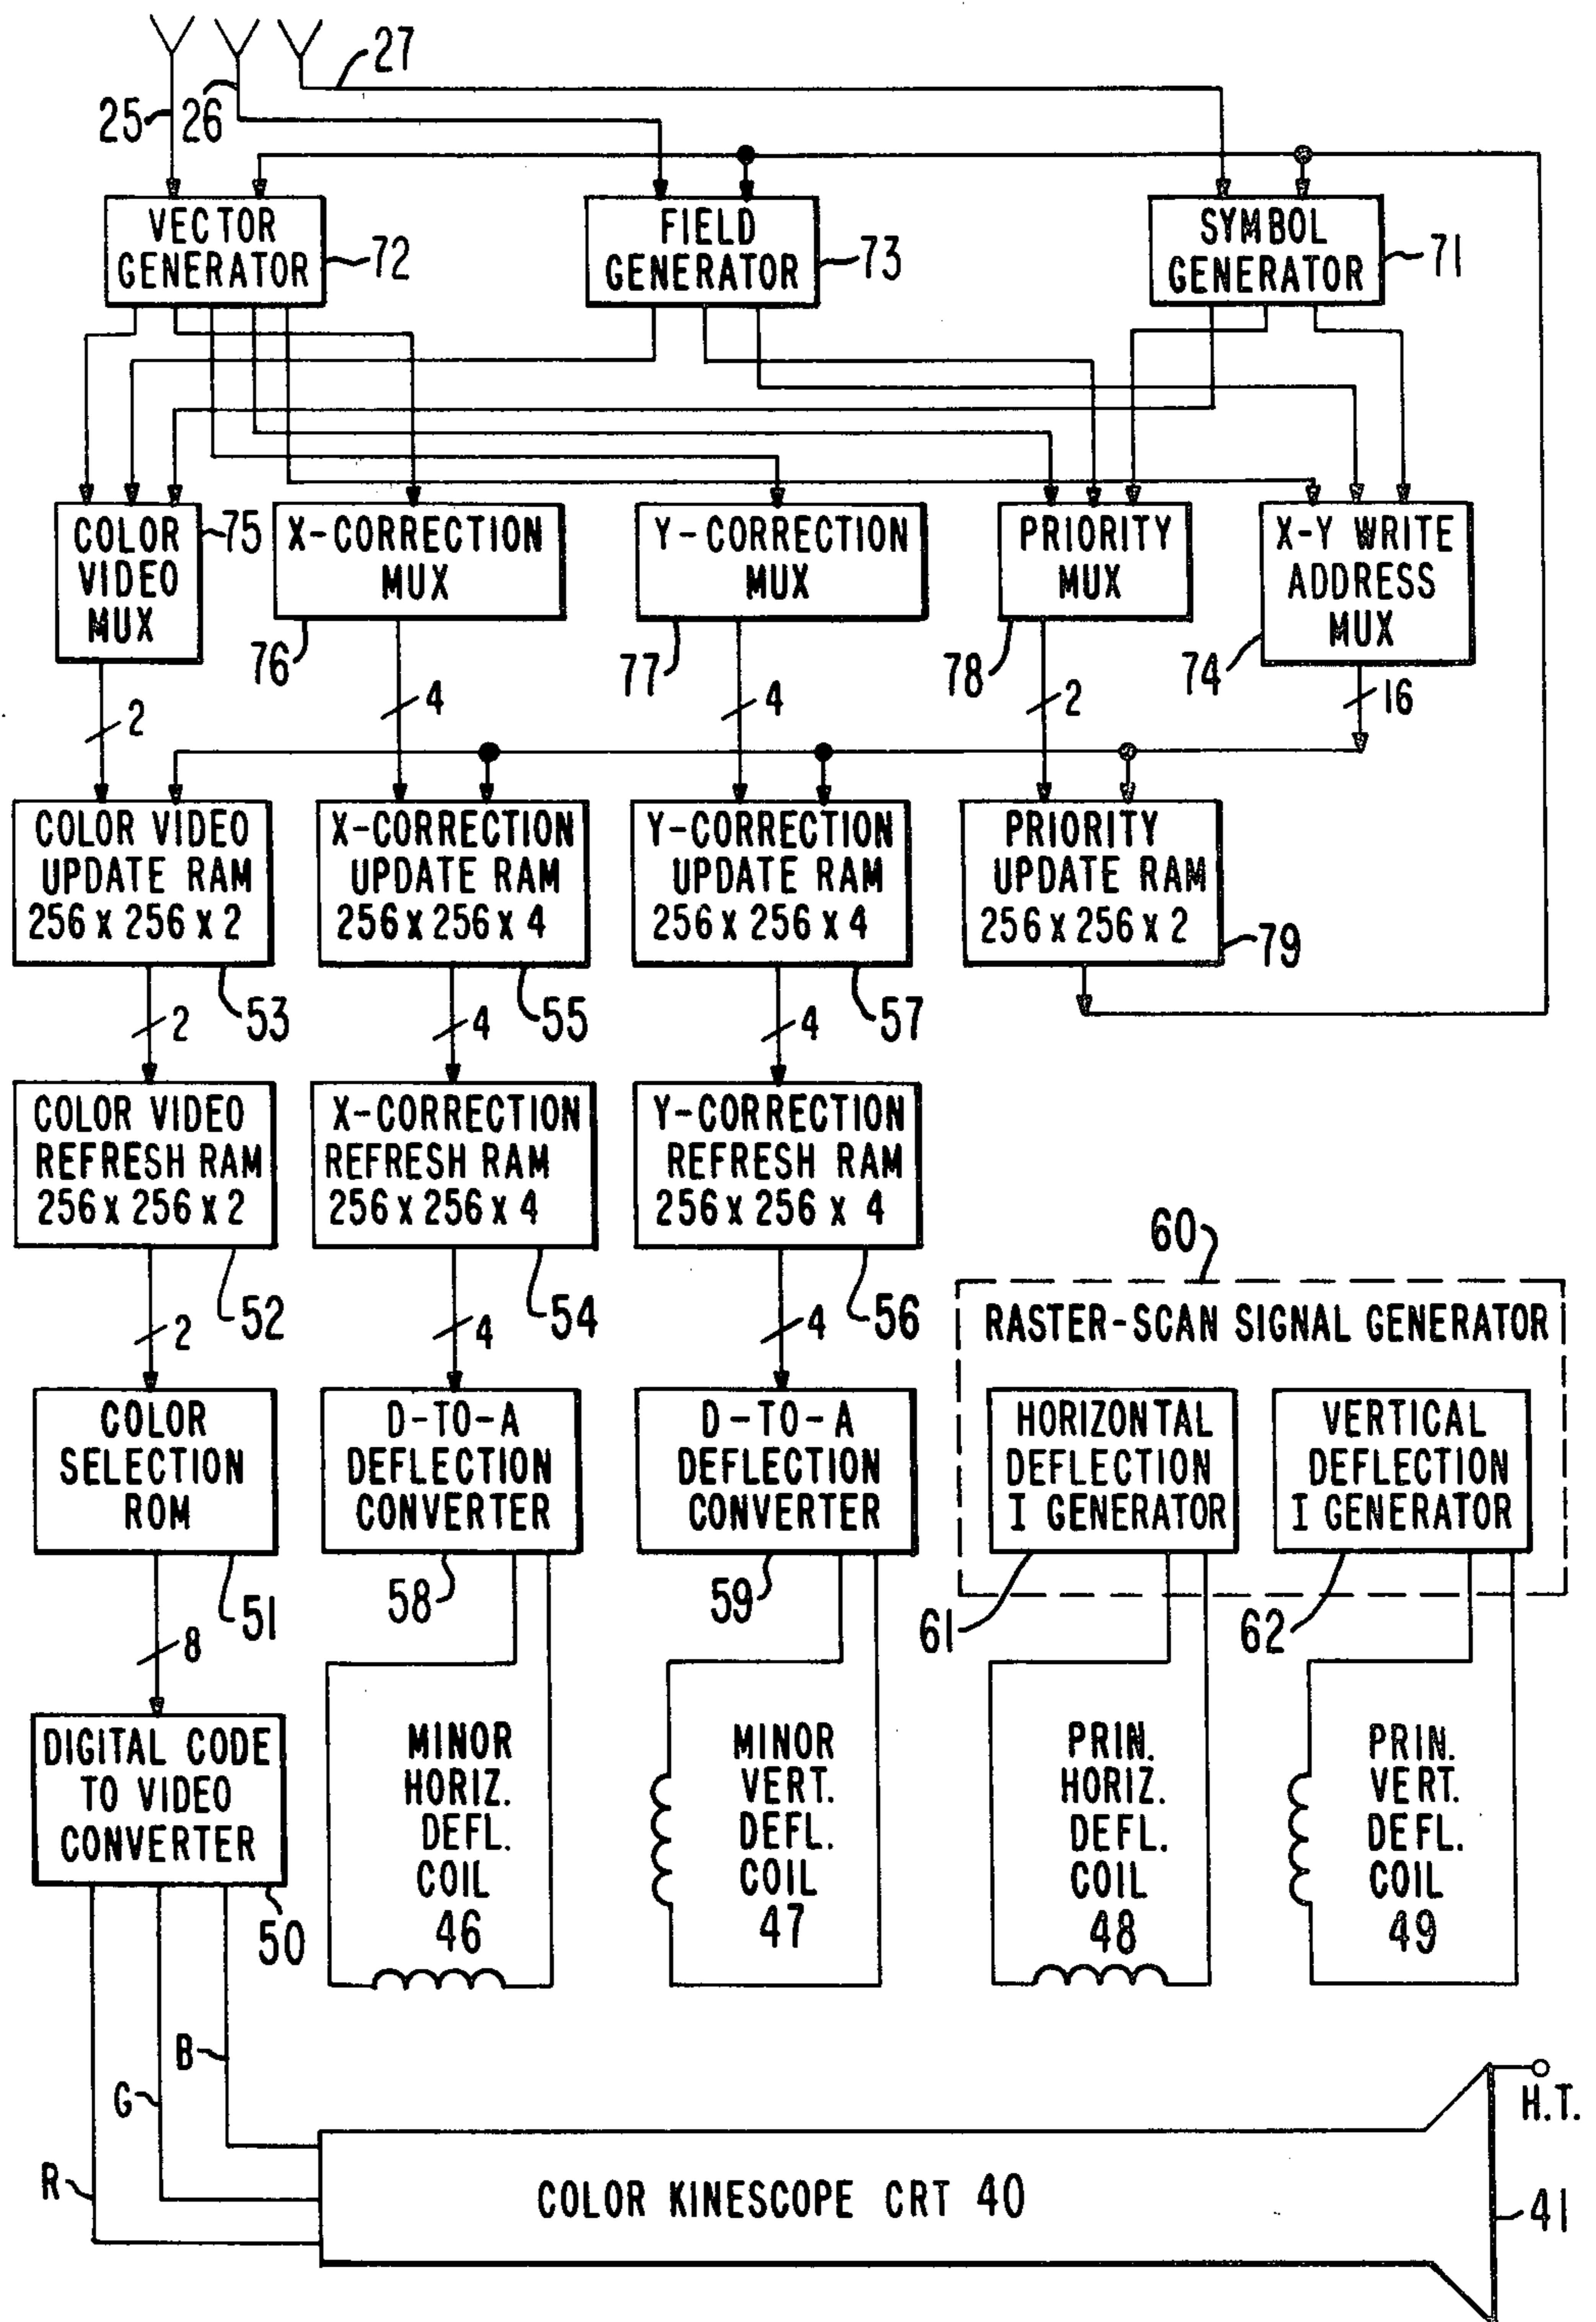 27
25
26
VECTOR
GENERATOR
72
FIELD
GENERATOR
73
SYMBOL
GENERATOR
71
COLOR
VIDEO
MUX
75
X-CORRECTION
MUX
76
Y-CORRECTION
MUX
77
PRIORITY
MUX
78
X-Y WRITE
ADDRESS
MUX
74
2
4
4
2
16
COLOR VIDEO
UPDATE RAM
256 x 256 x 2
53
X-CORRECTION
UPDATE RAM
256 x 256 x 4
55
Y-CORRECTION
UPDATE RAM
256 x 256 x 4
57
PRIORITY
UPDATE RAM
256 x 256 x 2
79
2
4
4
COLOR VIDEO
REFRESH RAM
256 x 256 x 2
52
X-CORRECTION
REFRESH RAM
256 x 256 x 4
54
Y-CORRECTION
REFRESH RAM
256 x 256 x 4
56
2
4
4
60
RASTER-SCAN SIGNAL GENERATOR
COLOR
SELECTION
ROM
51
D-TO-A
DEFLECTION
CONVERTER
58
D-TO-A
DEFLECTION
CONVERTER
59
HORIZONTAL
DEFLECTION
I GENERATOR
61
VERTICAL
DEFLECTION
I GENERATOR
62
8
DIGITAL CODE
TO VIDEO
CONVERTER
50
MINOR
HORIZ.
DEFL.
COIL
46
MINOR
VERT.
DEFL.
COIL
47
PRIN.
HORIZ.
DEFL.
COIL
48
PRIN.
VERT.
DEFL.
COIL
49
B
G
R
H.T.
COLOR KINESCOPE CRT 40
41